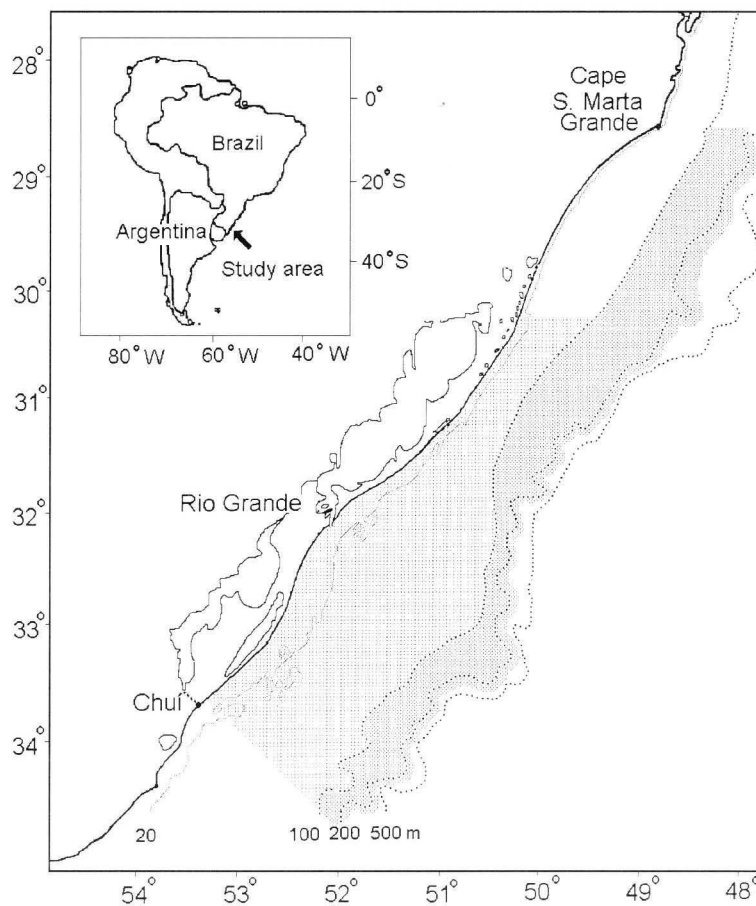 28°
29°
30°
31°
32°
33°
34°
Cape
S. Marta
Grande
Brazil
Argentina
Study area
0°
20°S
40°S
80°W 60°W 40°W
Rio Grande
Chuí
20 100 200 500 m
54° 53° 52° 51° 50° 49° 48°